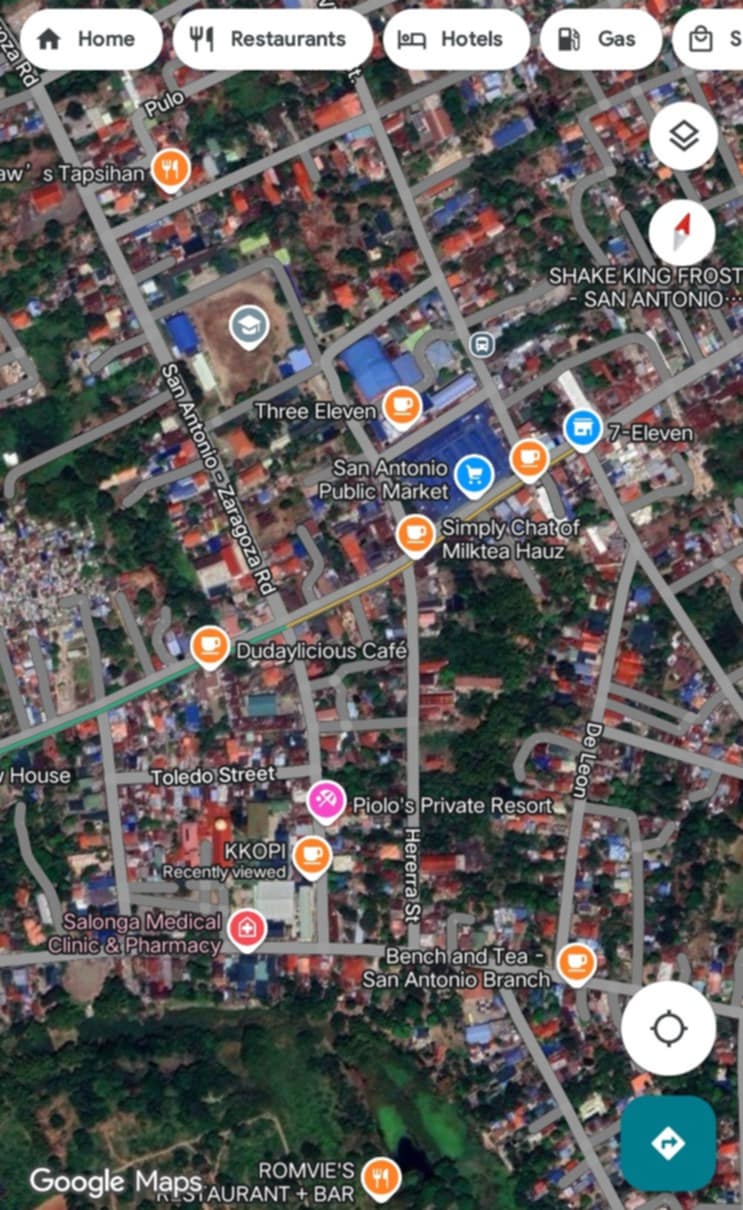 Home
Restaurants
Hotels
Gas
S
Pulo
aw's Tapsihan
SHAKE KING FROST
- SAN ANTONIO...
Three Eleven
7-Eleven
San Antonio
Public Market
San Antonio - Zaragoza Rd
Simply Chat of
Milktea Hauz
Dudaylicious Café
De Leon
w House
Toledo Street
Piolo's Private Resort
KKOPI
Recently viewed
Hererra St
Salonga Medical
Clinic & Pharmacy
Bench and Tea -
San Antonio Branch
Google Maps
ROMVIE'S
RESTAURANT + BAR